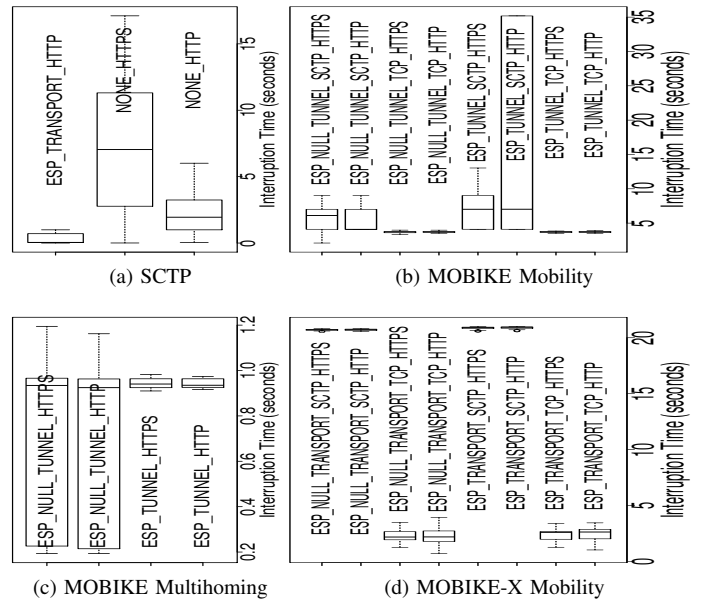 ESP_TRANSPORT_HTTP
NONE_HTTPS
NONE_HTTP
0
5
10
15
Interruption Time (seconds)
(a) SCTP
ESP_NULL_TUNNEL_SCTP_HTTPS
ESP_NULL_TUNNEL_SCTP_HTTP
ESP_NULL_TUNNEL_TCP_HTTPS
ESP_NULL_TUNNEL_TCP_HTTP
ESP_TUNNEL_SCTP_HTTPS
ESP_TUNNEL_SCTP_HTTP
ESP_TUNNEL_TCP_HTTPS
ESP_TUNNEL_TCP_HTTP
5
10
15
20
25
30
35
Interruption Time (seconds)
(b) MOBIKE Mobility
ESP_NULL_TUNNEL_HTTPS
ESP_NULL_TUNNEL_HTTP
ESP_TUNNEL_HTTPS
ESP_TUNNEL_HTTP
0.2
0.4
0.6
0.8
1.0
1.2
Interruption Time (seconds)
(c) MOBIKE Multihoming
ESP_NULL_TRANSPORT_SCTP_HTTPS
ESP_NULL_TRANSPORT_SCTP_HTTP
ESP_NULL_TRANSPORT_TCP_HTTPS
ESP_NULL_TRANSPORT_TCP_HTTP
ESP_TRANSPORT_SCTP_HTTPS
ESP_TRANSPORT_SCTP_HTTP
ESP_TRANSPORT_TCP_HTTPS
ESP_TRANSPORT_TCP_HTTP
0
5
10
15
20
Interruption Time (seconds)
(d) MOBIKE-X Mobility